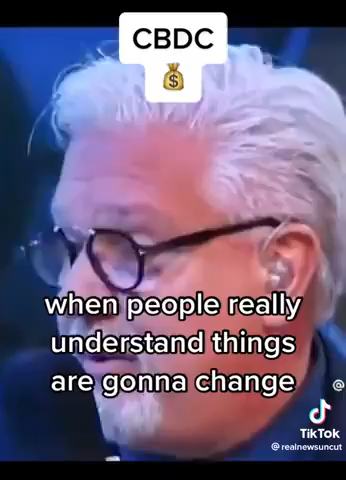 CBDC
when people really
understand things
are gonna change
@
TikTok
@realnewsuncut